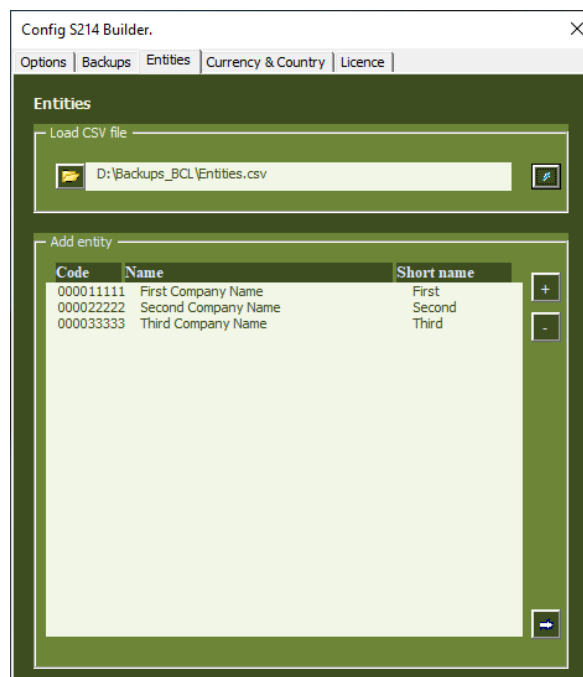 Config S214 Builder.
Options Backups Entities Currency & Country Licence
Entities
Load CSV file
D:\Backups_BCL\Entities.csv
Add entity
Code Name Short name
000011111 First Company Name First
000022222 Second Company Name Second
000033333 Third Company Name Third
+
-